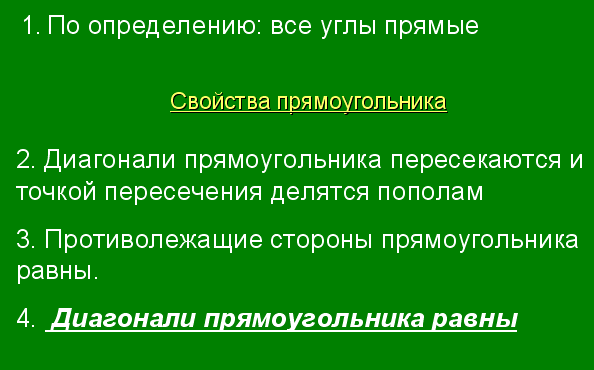 1. По определению: все углы прямые
Свойства прямоугольника
2. Диагонали прямоугольника пересекаются и
точкой пересечения делятся пополам
3. Противолежащие стороны прямоугольника
равны.
4. Диагонали прямоугольника равны